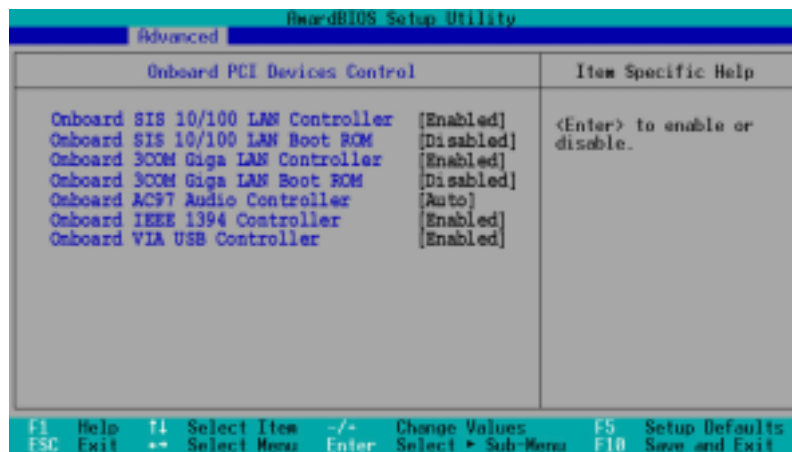 AwardBIOS Setup Utility
Advanced
Onboard PCI Devices Control
Item Specific Help
Onboard SIS 10/100 LAN Controller [Enabled]
Onboard SIS 10/100 LAN Boot ROM [Disabled]
Onboard 3COM Giga LAN Controller [Enabled]
Onboard 3COM Giga LAN Boot ROM [Disabled]
Onboard AC97 Audio Controller [Auto]
Onboard IEEE 1394 Controller [Enabled]
Onboard VIA USB Controller [Enabled]
<Enter> to enable or
disable.
F1 Help ↑↓ Select Item -/+ Change Values F5 Setup Defaults
ESC Exit ←→ Select Menu Enter Select ► Sub-Menu F10 Save and Exit